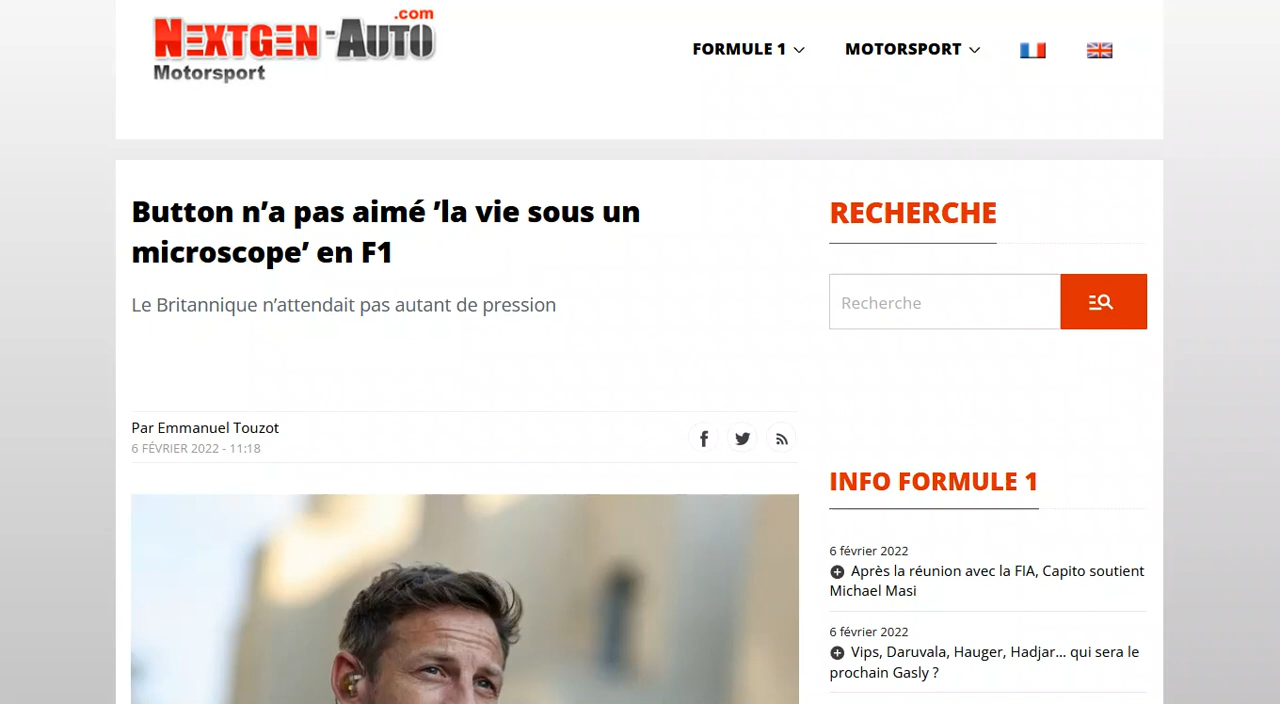 NEXTGEN-AUTO.com
Motorsport
FORMULE 1
MOTORSPORT
Button n’a pas aimé ’la vie sous un
microscope’ en F1
Le Britannique n’attendait pas autant de pression
Par Emmanuel Touzot
6 FÉVRIER 2022 - 11:18
RECHERCHE
Recherche
INFO FORMULE 1
6 février 2022
Après la réunion avec la FIA, Capito soutient
Michael Masi
6 février 2022
Vips, Daruvala, Hauger, Hadjar... qui sera le
prochain Gasly ?